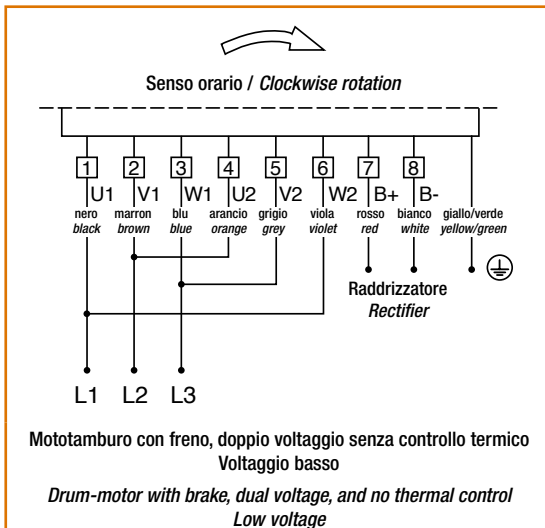 Senso orario / Clockwise rotation
1 2 3 4 5 6 7 8
U1 V1 W1 U2 V2 W2 B+ B-
nero marron blu arancio grigio viola rosso bianco giallo/verde
black brown blue orange grey violet red white yellow/green
Raddrizzatore
Rectifier
L1 L2 L3
Mototamburo con freno, doppio voltaggio senza controllo termico
Voltaggio basso
Drum-motor with brake, dual voltage, and no thermal control
Low voltage